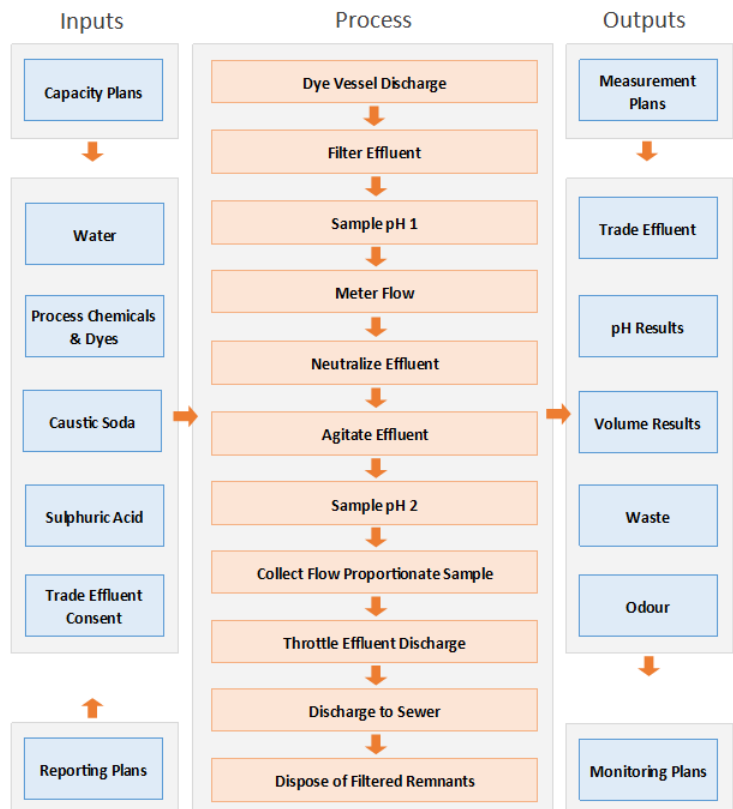 Inputs
Process
Outputs
Capacity Plans
Water
Process Chemicals
& Dyes
Caustic Soda
Sulphuric Acid
Trade Effluent
Consent
Reporting Plans
Dye Vessel Discharge
Filter Effluent
Sample pH 1
Meter Flow
Neutralize Effluent
Agitate Effluent
Sample pH 2
Collect Flow Proportionate Sample
Throttle Effluent Discharge
Discharge to Sewer
Dispose of Filtered Remnants
Measurement
Plans
Trade Effluent
pH Results
Volume Results
Waste
Odour
Monitoring Plans